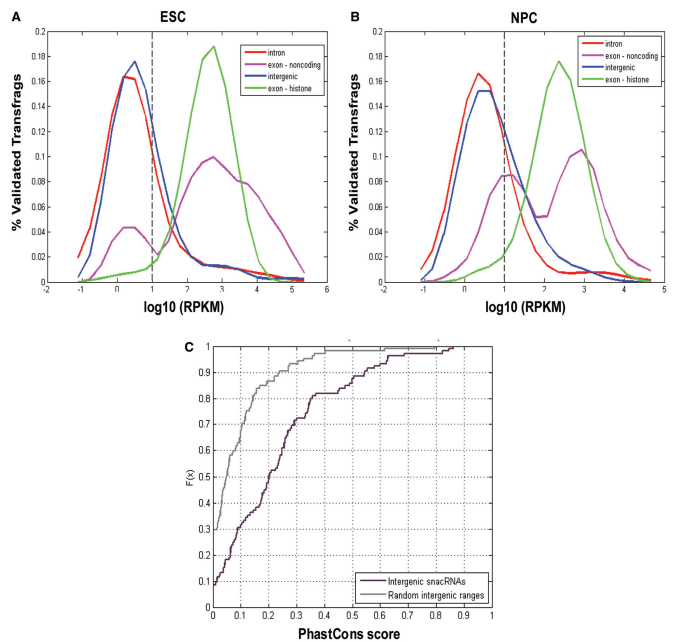 A
ESC
% Validated Transfrags
0.2
0.18
0.16
0.14
0.12
0.1
0.08
0.06
0.04
0.02
0
-2 -1 0 1 2 3 4 5 6
log10 (RPKM)
intron
exon - noncoding
intergenic
exon - histone
B
NPC
% Validated Transfrags
0.2
0.18
0.16
0.14
0.12
0.1
0.08
0.06
0.04
0.02
0
-2 -1 0 1 2 3 4 5
log10 (RPKM)
intron
exon - noncoding
intergenic
exon - histone
C
F(x)
1
0.9
0.8
0.7
0.6
0.5
0.4
0.3
0.2
0.1
0
0 0.1 0.2 0.3 0.4 0.5 0.6 0.7 0.8 0.9 1
Intergenic snacRNAs
Random intergenic ranges
PhastCons score